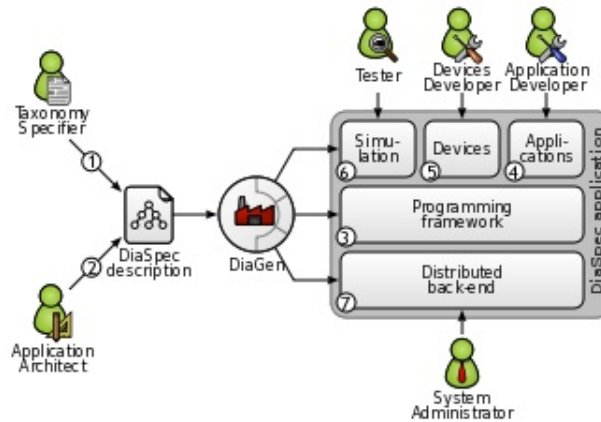 Tester
Devices
Developer
Application
Developer
Taxonomy
Specifier
1
Simu-
lation
6
Devices
5
Appli-
cations
4
DiaSpec application
Programming
framework
3
DiaGen
DiaSpec
description
2
Distributed
back-end
7
Application
Architect
System
Administrator